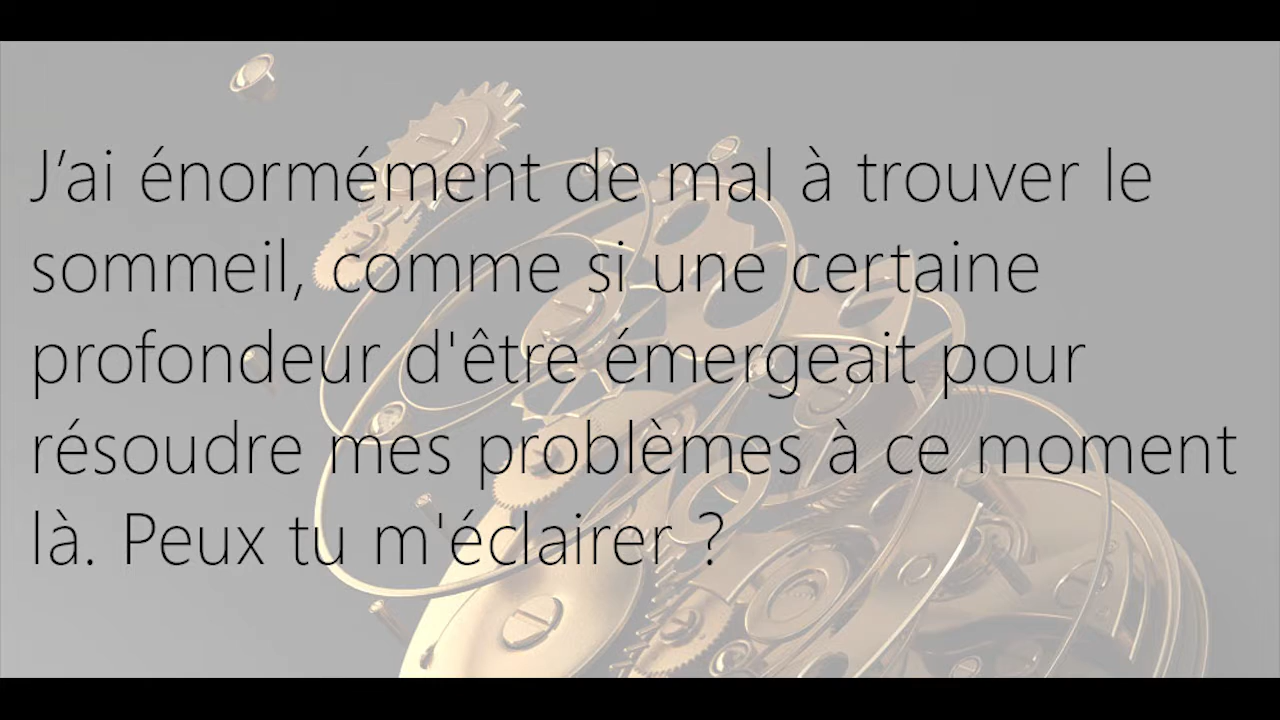 J’ai énormément de mal à trouver le
sommeil, comme si une certaine
profondeur d'être émergeait pour
résoudre mes problèmes à ce moment
là. Peux tu m'éclairer ?